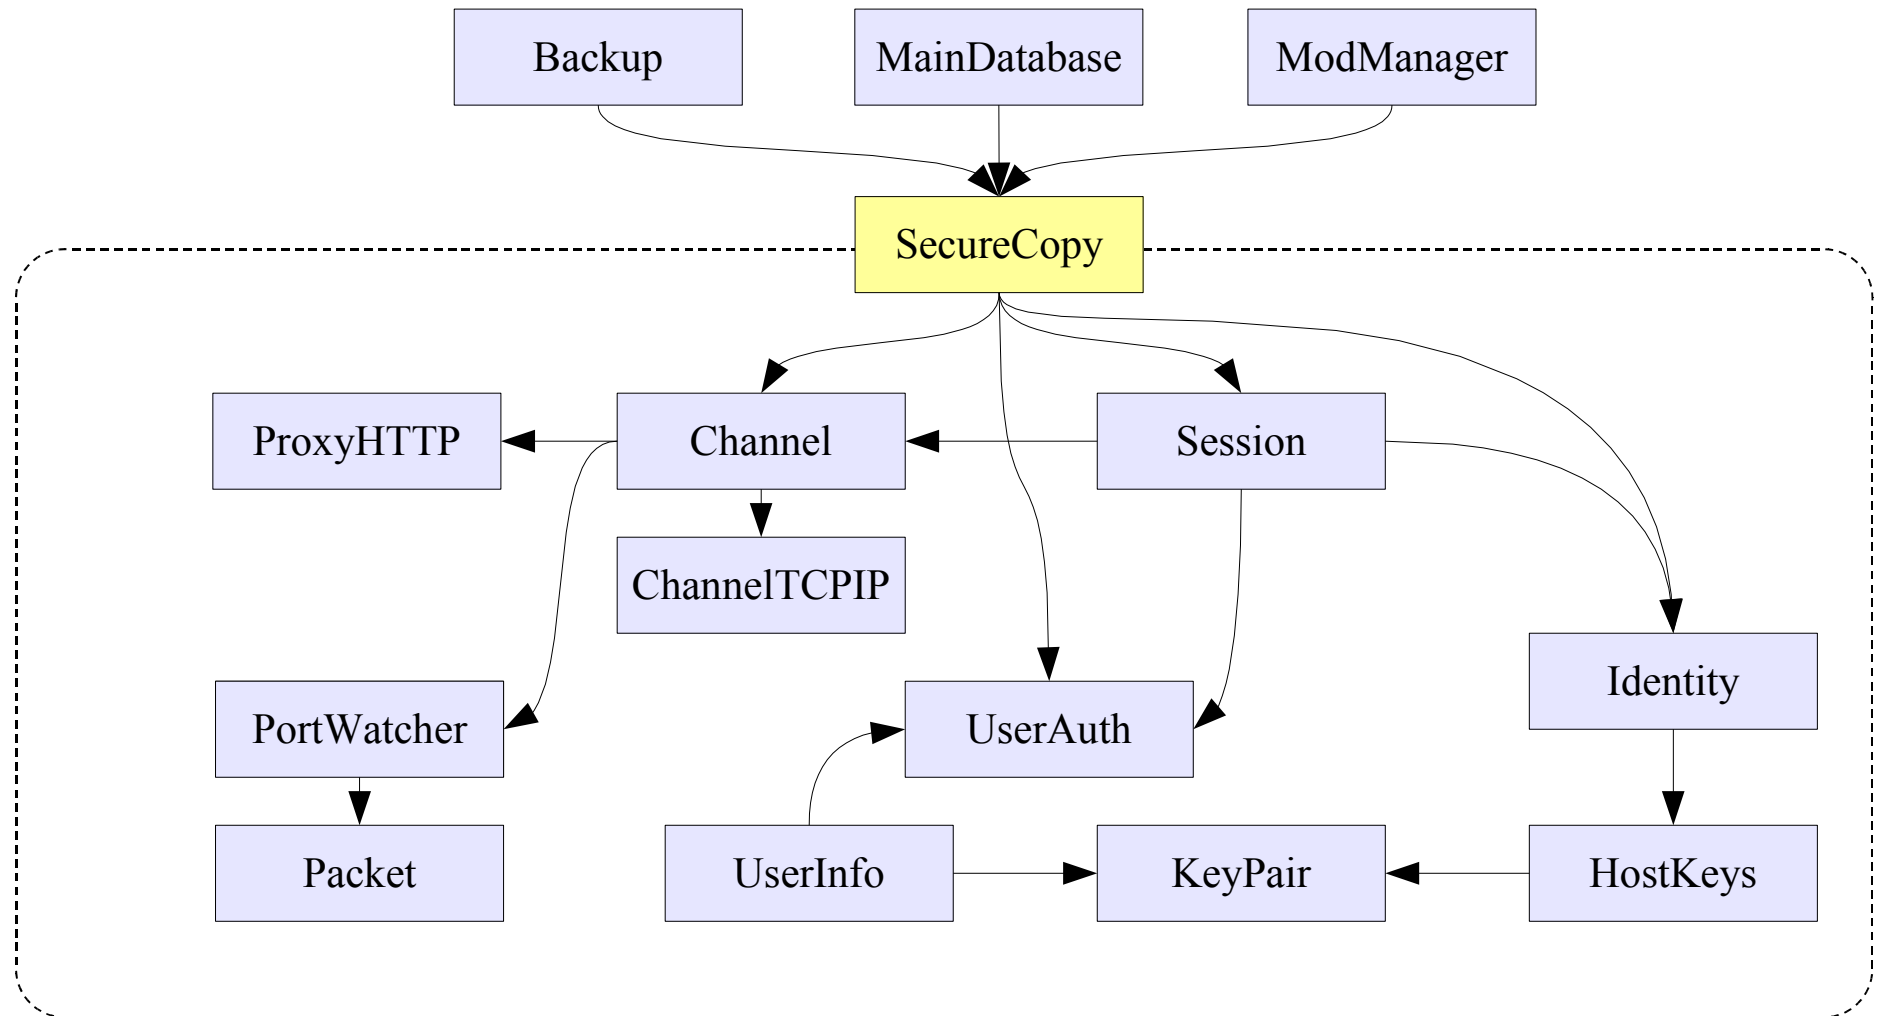 Backup
MainDatabase
ModManager
SecureCopy
ProxyHTTP
Channel
Session
ChannelTCPIP
Identity
PortWatcher
UserAuth
Packet
UserInfo
KeyPair
HostKeys